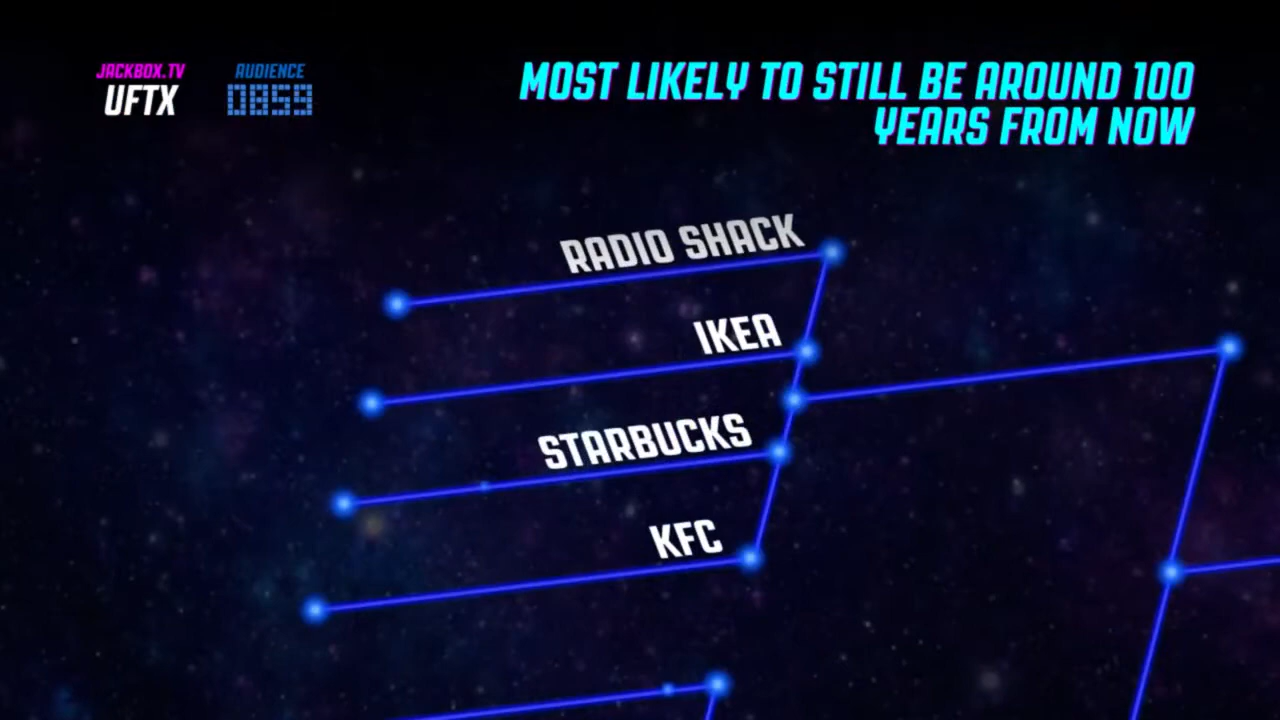 JACKBOX.TV
UFTX
AUDIENCE
0859
MOST LIKELY TO STILL BE AROUND 100
YEARS FROM NOW
RADIO SHACK
IKEA
STARBUCKS
KFC